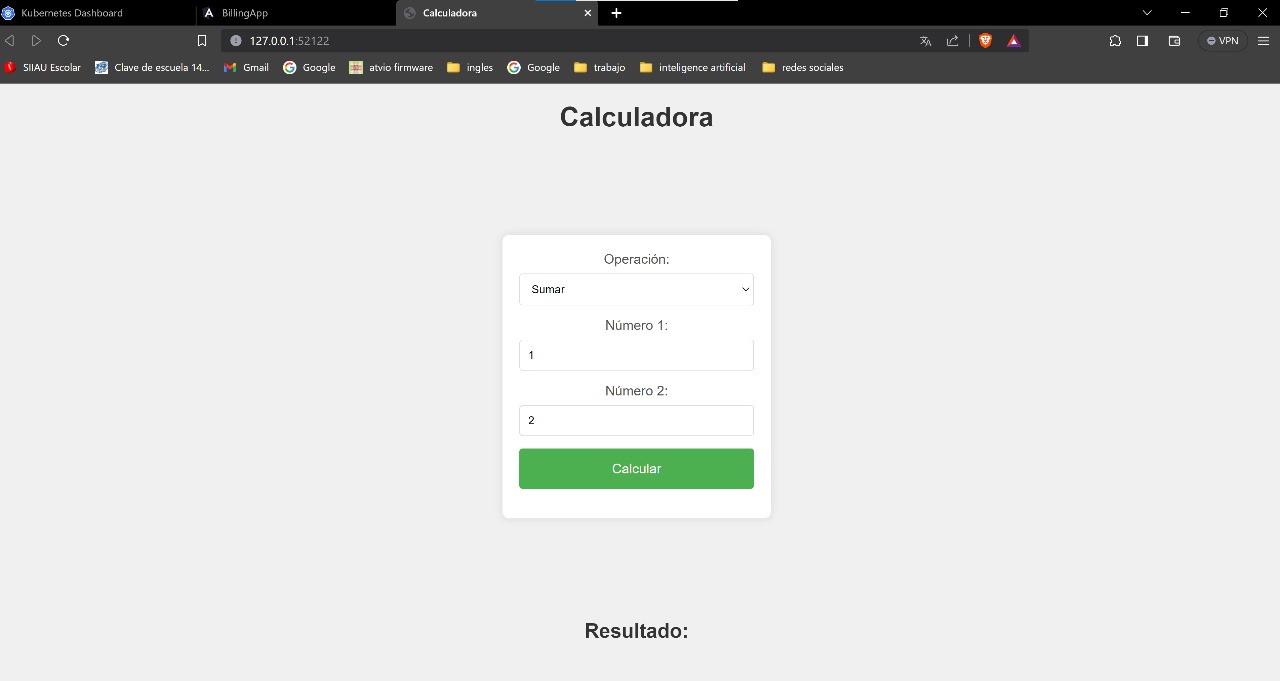 Kubernetes Dashboard
BillingApp
Calculadora
127.0.0.1:52122
VPN
SIIAU Escolar
Clave de escuela 14...
Gmail
Google
atvio firmware
ingles
Google
trabajo
inteligence artificial
redes sociales
Calculadora
Operación:
Sumar
Número 1:
1
Número 2:
2
Calcular
Resultado: